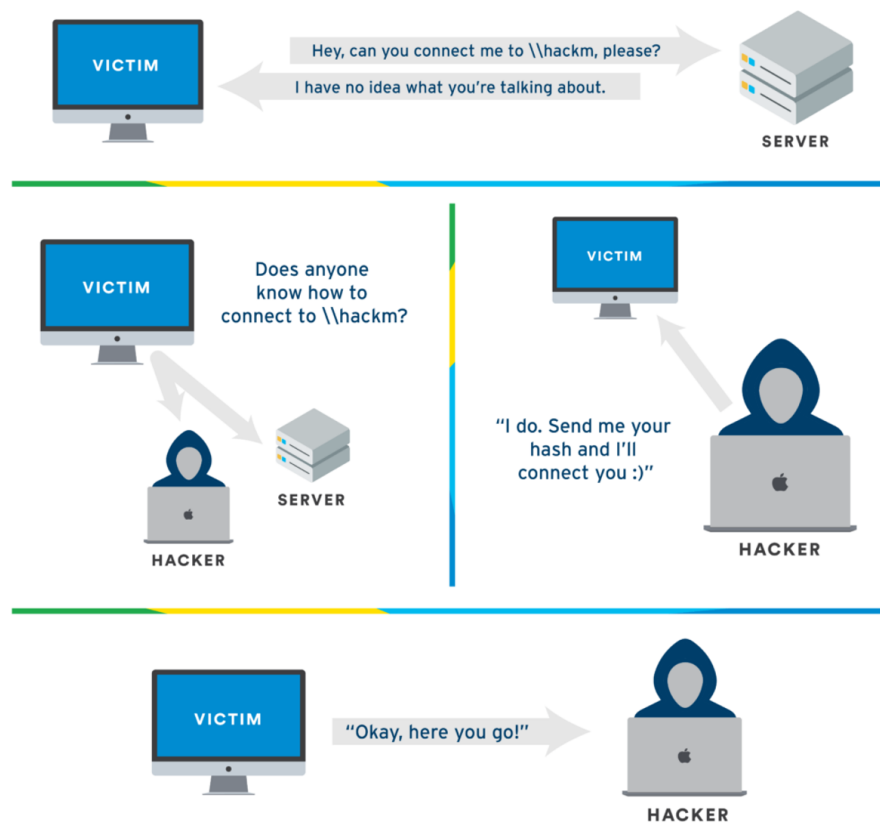 VICTIM
Hey, can you connect me to \\hackm, please?
I have no idea what you're talking about.
SERVER
VICTIM
Does anyone
know how to
connect to \\hackm?
HACKER
SERVER
VICTIM
“I do. Send me your
hash and I'll
connect you :)”
HACKER
VICTIM
“Okay, here you go!”
HACKER